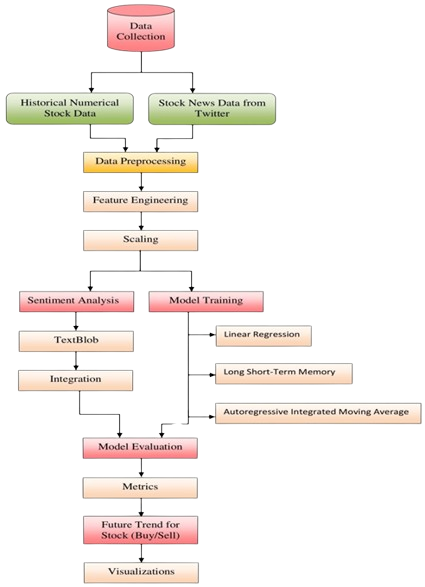 Data
Collection
Historical Numerical
Stock Data
Stock News Data from
Twitter
Data Preprocessing
Feature Engineering
Scaling
Sentiment Analysis
Model Training
TextBlob
Linear Regression
Integration
Long Short-Term Memory
Autoregressive Integrated Moving Average
Model Evaluation
Metrics
Future Trend for
Stock (Buy/Sell)
Visualizations